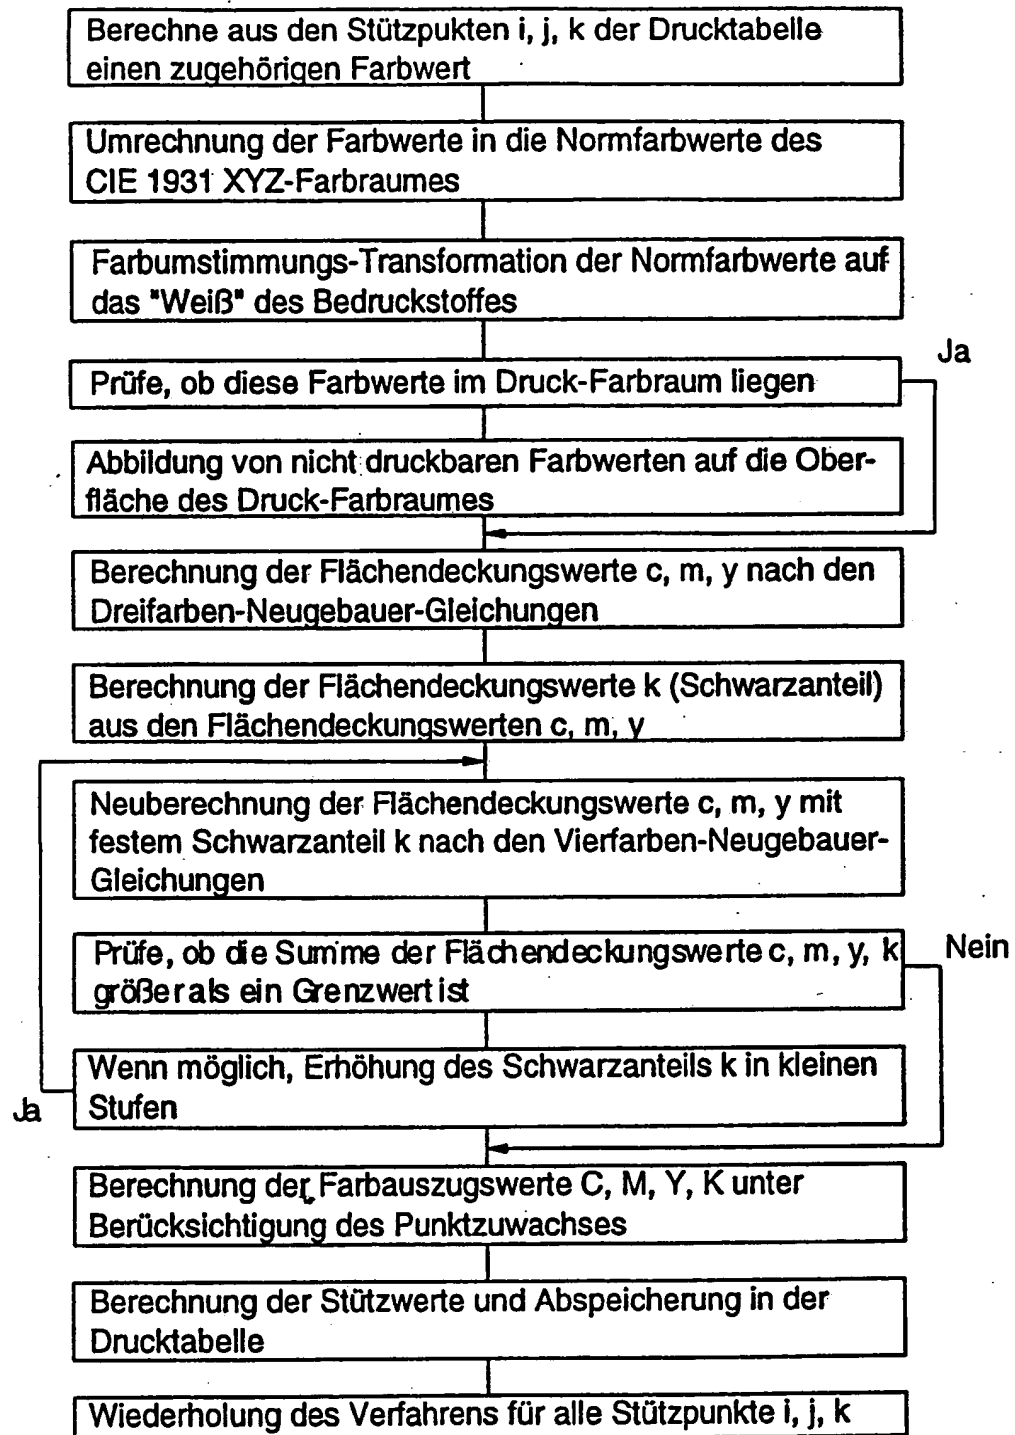 Berechne aus den Stützpukten i, j, k der Drucktabelle
einen zugehörigen Farbwert
Umrechnung der Farbwerte in die Normfarbwerte des
CIE 1931 XYZ-Farbraumes
Farbumstimmungs-Transformation der Normfarbwerte auf
das "Weiß" des Bedruckstoffes
Ja
Prüfe, ob diese Farbwerte im Druck-Farbraum liegen
Abbildung von nicht druckbaren Farbwerten auf die Ober-
fläche des Druck-Farbraumes
Berechnung der Flächendeckungswerte c, m, y nach den
Dreifarben-Neugebauer-Gleichungen
Berechnung der Flächendeckungswerte k (Schwarzanteil)
aus den Flächendeckungswerten c, m, y
Neuberechnung der Flächendeckungswerte c, m, y mit
festem Schwarzanteil k nach den Vierfarben-Neugebauer-
Gleichungen
Prüfe, ob die Summe der Flächendeckungswerte c, m, y, k
größer als ein Grenzwert ist
Nein
Wenn möglich, Erhöhung des Schwarzanteils k in kleinen
Stufen
Ja
Berechnung der Farbauszugswerte C, M, Y, K unter
Berücksichtigung des Punktzuwachses
Berechnung der Stützwerte und Abspeicherung in der
Drucktabelle
Wiederholung des Verfahrens für alle Stützpunkte i, j, k